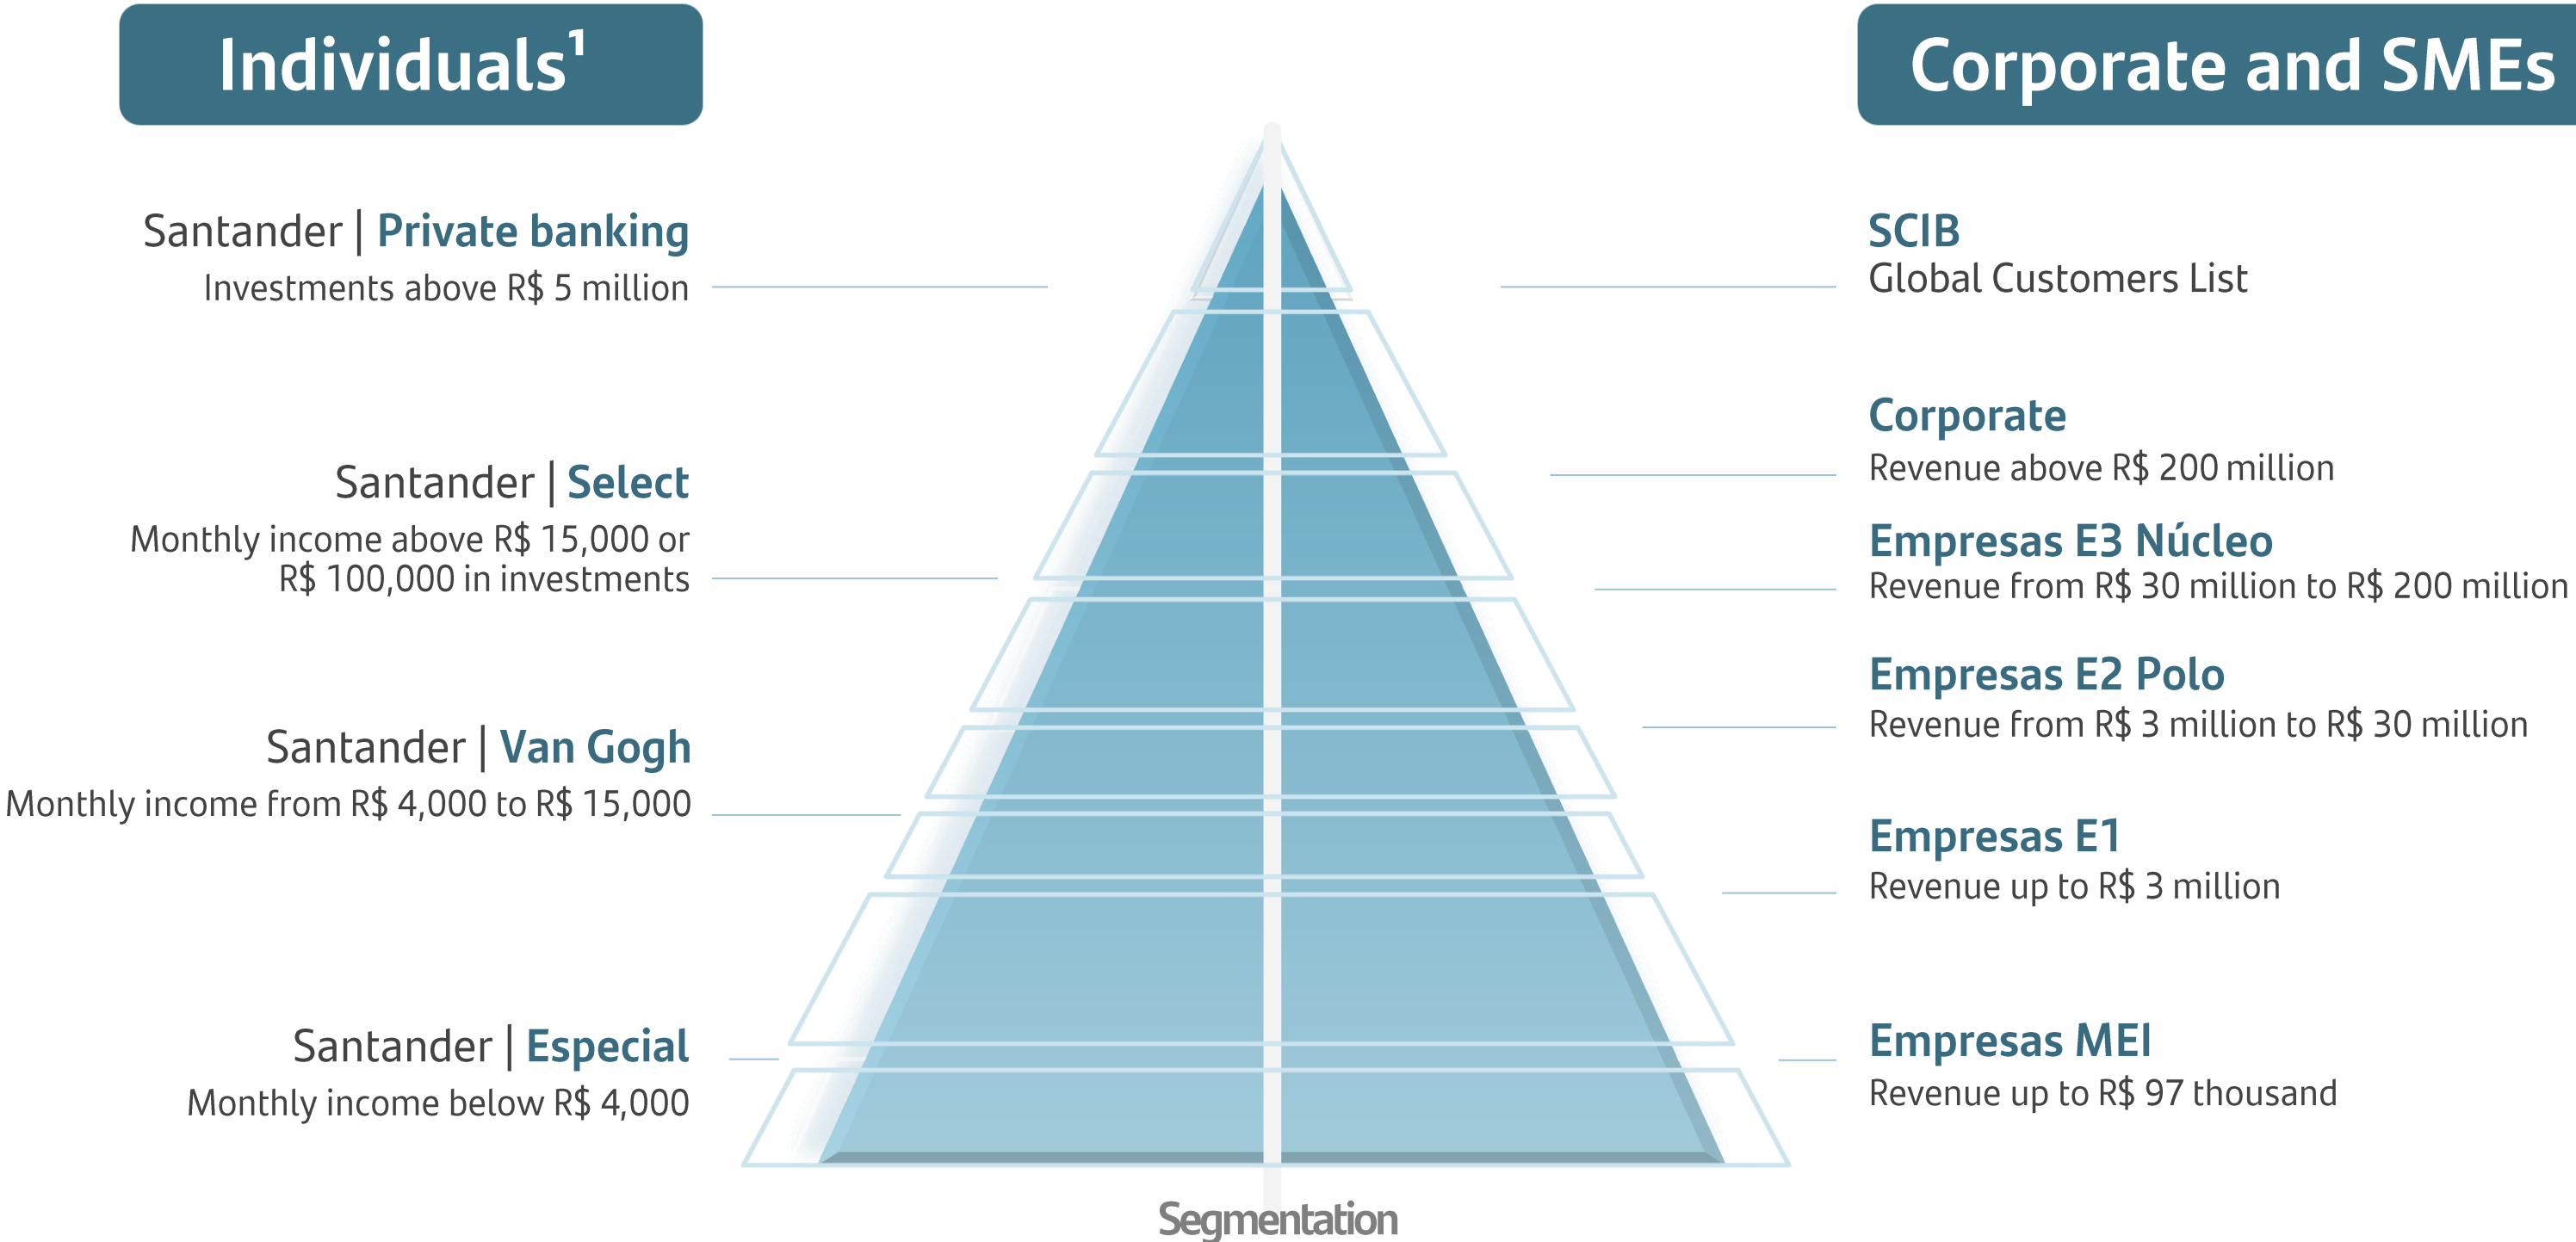 Individuals¹
Santander | Private banking
Investments above R$ 5 million
Santander | Select
Monthly income above R$ 15,000 or
R$ 100,000 in investments
Santander | Van Gogh
Monthly income from R$ 4,000 to R$ 15,000
Santander | Especial
Monthly income below R$ 4,000
Corporate and SMEs
SCIB
Global Customers List
Corporate
Revenue above R$ 200 million
Empresas E3 Núcleo
Revenue from R$ 30 million to R$ 200 million
Empresas E2 Polo
Revenue from R$ 3 million to R$ 30 million
Empresas E1
Revenue up to R$ 3 million
Empresas MEI
Revenue up to R$ 97 thousand
Segmentation